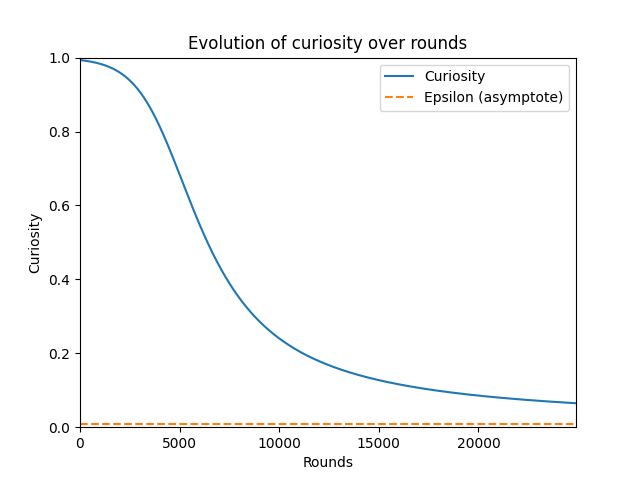 Evolution of curiosity over rounds
1.0
Curiosity
Epsilon (asymptote)
0.8
0.6
Curiosity
0.4
0.2
0.0
0 5000 10000 15000 20000
Rounds